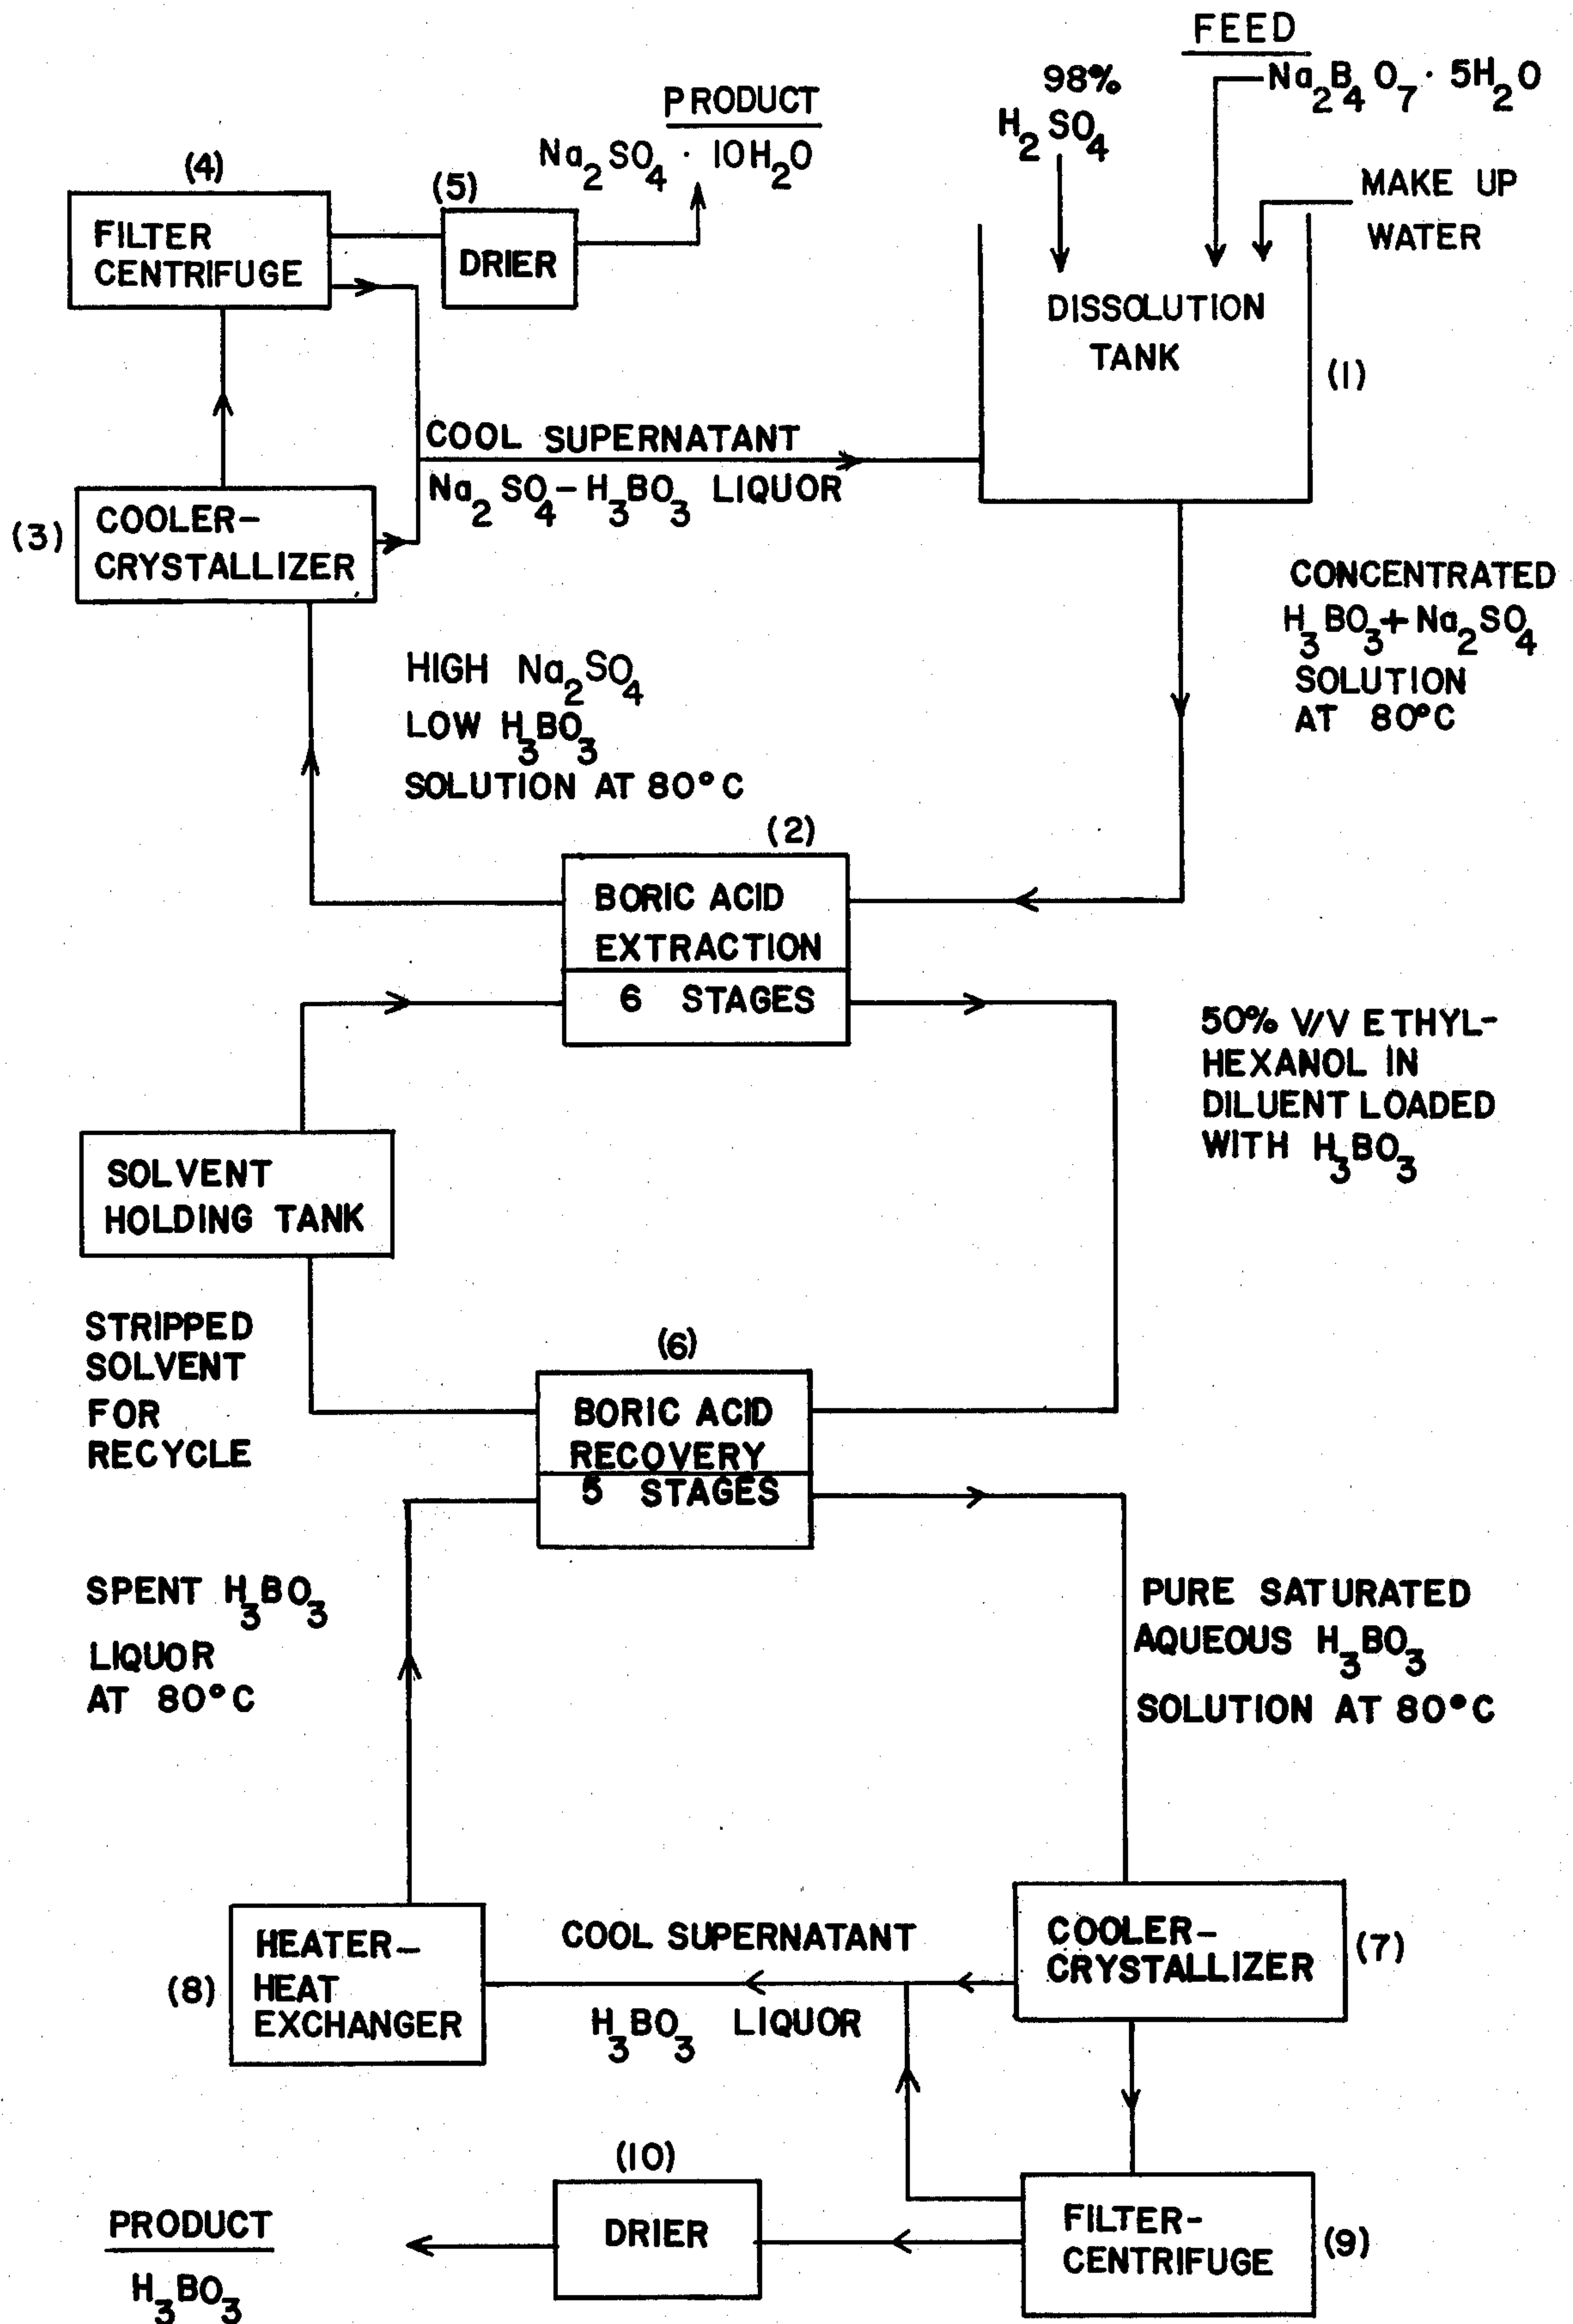 FEED
Na₂B₄O₇ · 5H₂O
98%
H₂SO₄
MAKE UP
WATER
PRODUCT
Na₂SO₄ · 10H₂O
(4)
FILTER
CENTRIFUGE
(5)
DRIER
DISSOLUTION
TANK
(1)
COOL SUPERNATANT
Na₂SO₄–H₃BO₃ LIQUOR
(3)
COOLER–
CRYSTALLIZER
CONCENTRATED
H₃BO₃+Na₂SO₄
SOLUTION
AT 80°C
HIGH Na₂SO₄
LOW H₃BO₃
SOLUTION AT 80°C
(2)
BORIC ACID
EXTRACTION
6 STAGES
50% V/V ETHYL-
HEXANOL IN
DILUENT LOADED
WITH H₃BO₃
SOLVENT
HOLDING TANK
STRIPPED
SOLVENT
FOR
RECYCLE
(6)
BORIC ACID
RECOVERY
5 STAGES
SPENT H₃BO₃
LIQUOR
AT 80°C
PURE SATURATED
AQUEOUS H₃BO₃
SOLUTION AT 80°C
(8)
HEATER–
HEAT
EXCHANGER
COOL SUPERNATANT
H₃BO₃ LIQUOR
COOLER–
CRYSTALLIZER
(7)
(10)
DRIER
FILTER-
CENTRIFUGE
(9)
PRODUCT
H₃BO₃